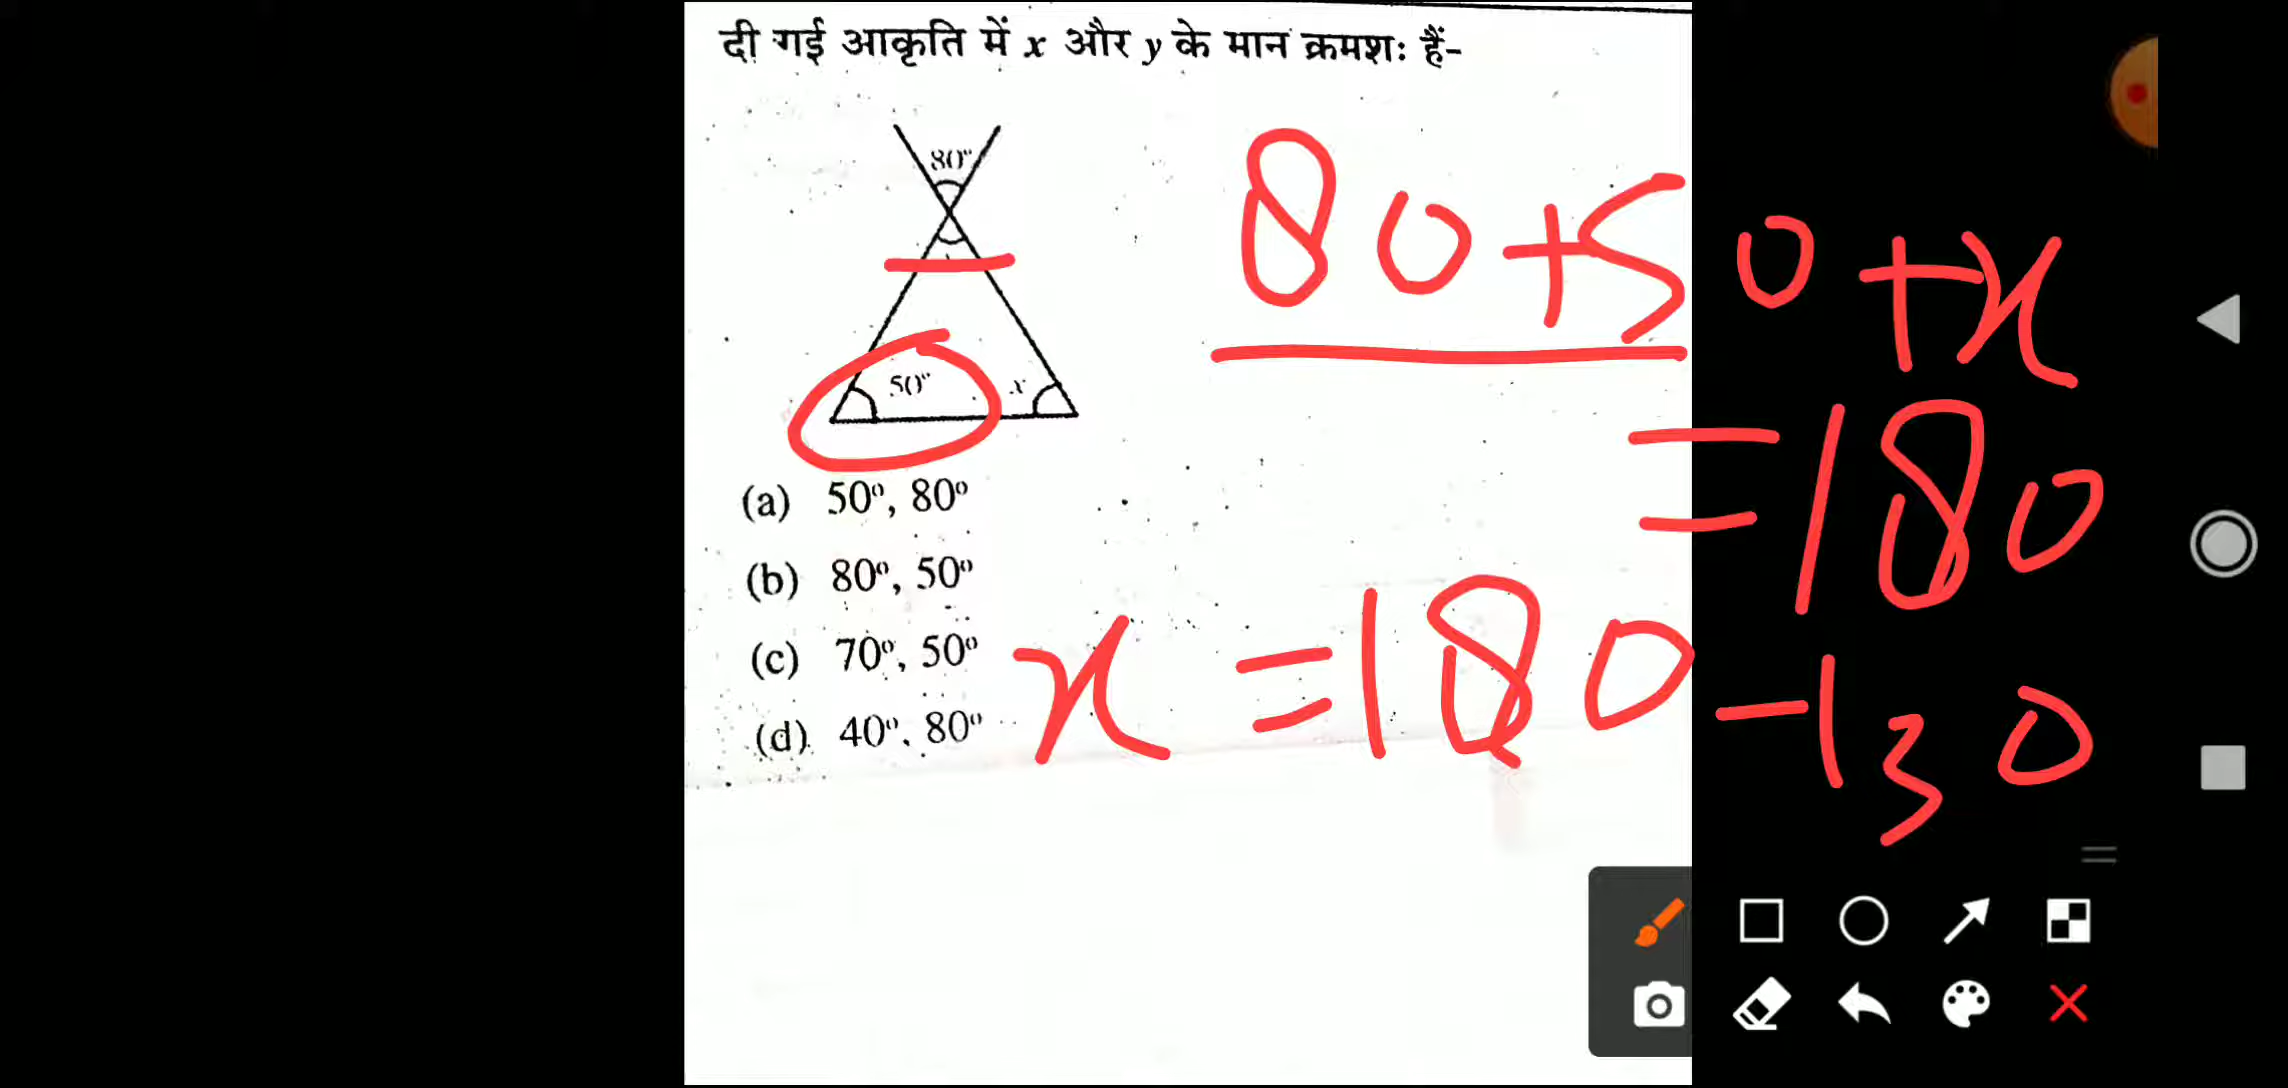 दी गई आकृति में x और y के मान क्रमशः हैं-
80°
50°
x
(a) 50°, 80°
(b) 80°, 50°
(c) 70°, 50°
(d) 40°, 80°
80+50+x
=180
x=180-130